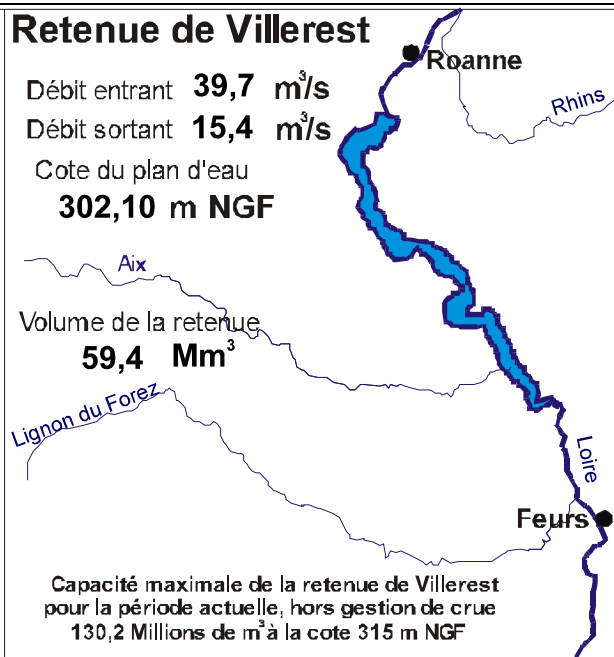 Retenue de Villerest
Roanne
Débit entrant 39,7 m³/s
Rhins
Débit sortant 15,4 m³/s
Cote du plan d'eau
302,10 m NGF
Aix
Volume de la retenue
59,4 Mm³
Lignon du Forez
Loire
Feurs
Capacité maximale de la retenue de Villerest
pour la période actuelle, hors gestion de crue
130,2 Millions de m³ à la cote 315 m NGF